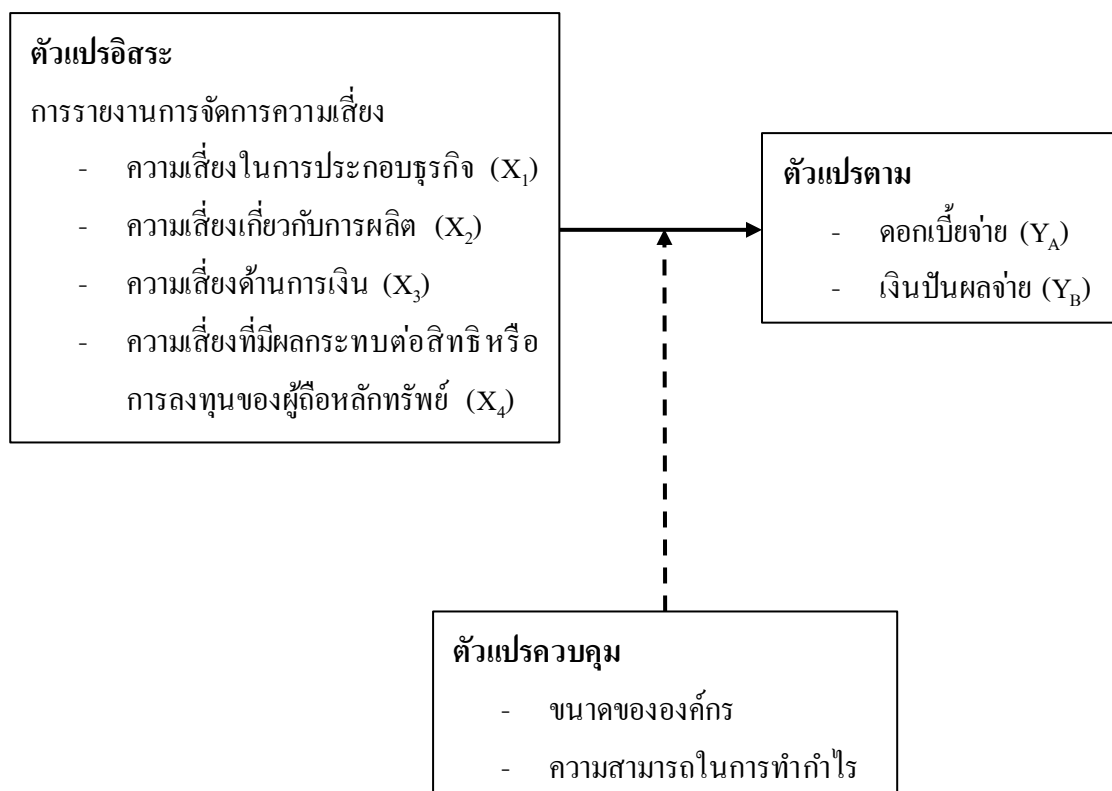 ตัวแปรอิสระ
การรายงานการจัดการความเสี่ยง
- ความเสี่ยงในการประกอบธุรกิจ (X₁)
- ความเสี่ยงเกี่ยวกับการผลิต (X₂)
- ความเสี่ยงด้านการเงิน (X₃)
- ความเสี่ยงที่มีผลกระทบต่อสิทธิหรือ
การลงทุนของผู้ถือหลักทรัพย์ (X₄)
ตัวแปรตาม
- ดอกเบี้ยจ่าย (Y_A)
- เงินปันผลจ่าย (Y_B)
ตัวแปรควบคุม
- ขนาดขององค์กร
- ความสามารถในการทำกำไร